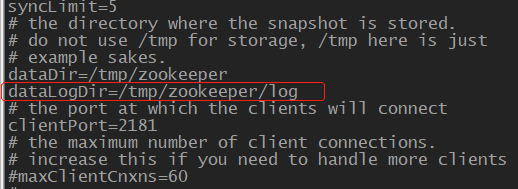 syncLimit=5
# the directory where the snapshot is stored.
# do not use /tmp for storage, /tmp here is just
# example sakes.
dataDir=/tmp/zookeeper
dataLogDir=/tmp/zookeeper/log
# the port at which the clients will connect
clientPort=2181
# the maximum number of client connections.
# increase this if you need to handle more clients
#maxClientCnxns=60